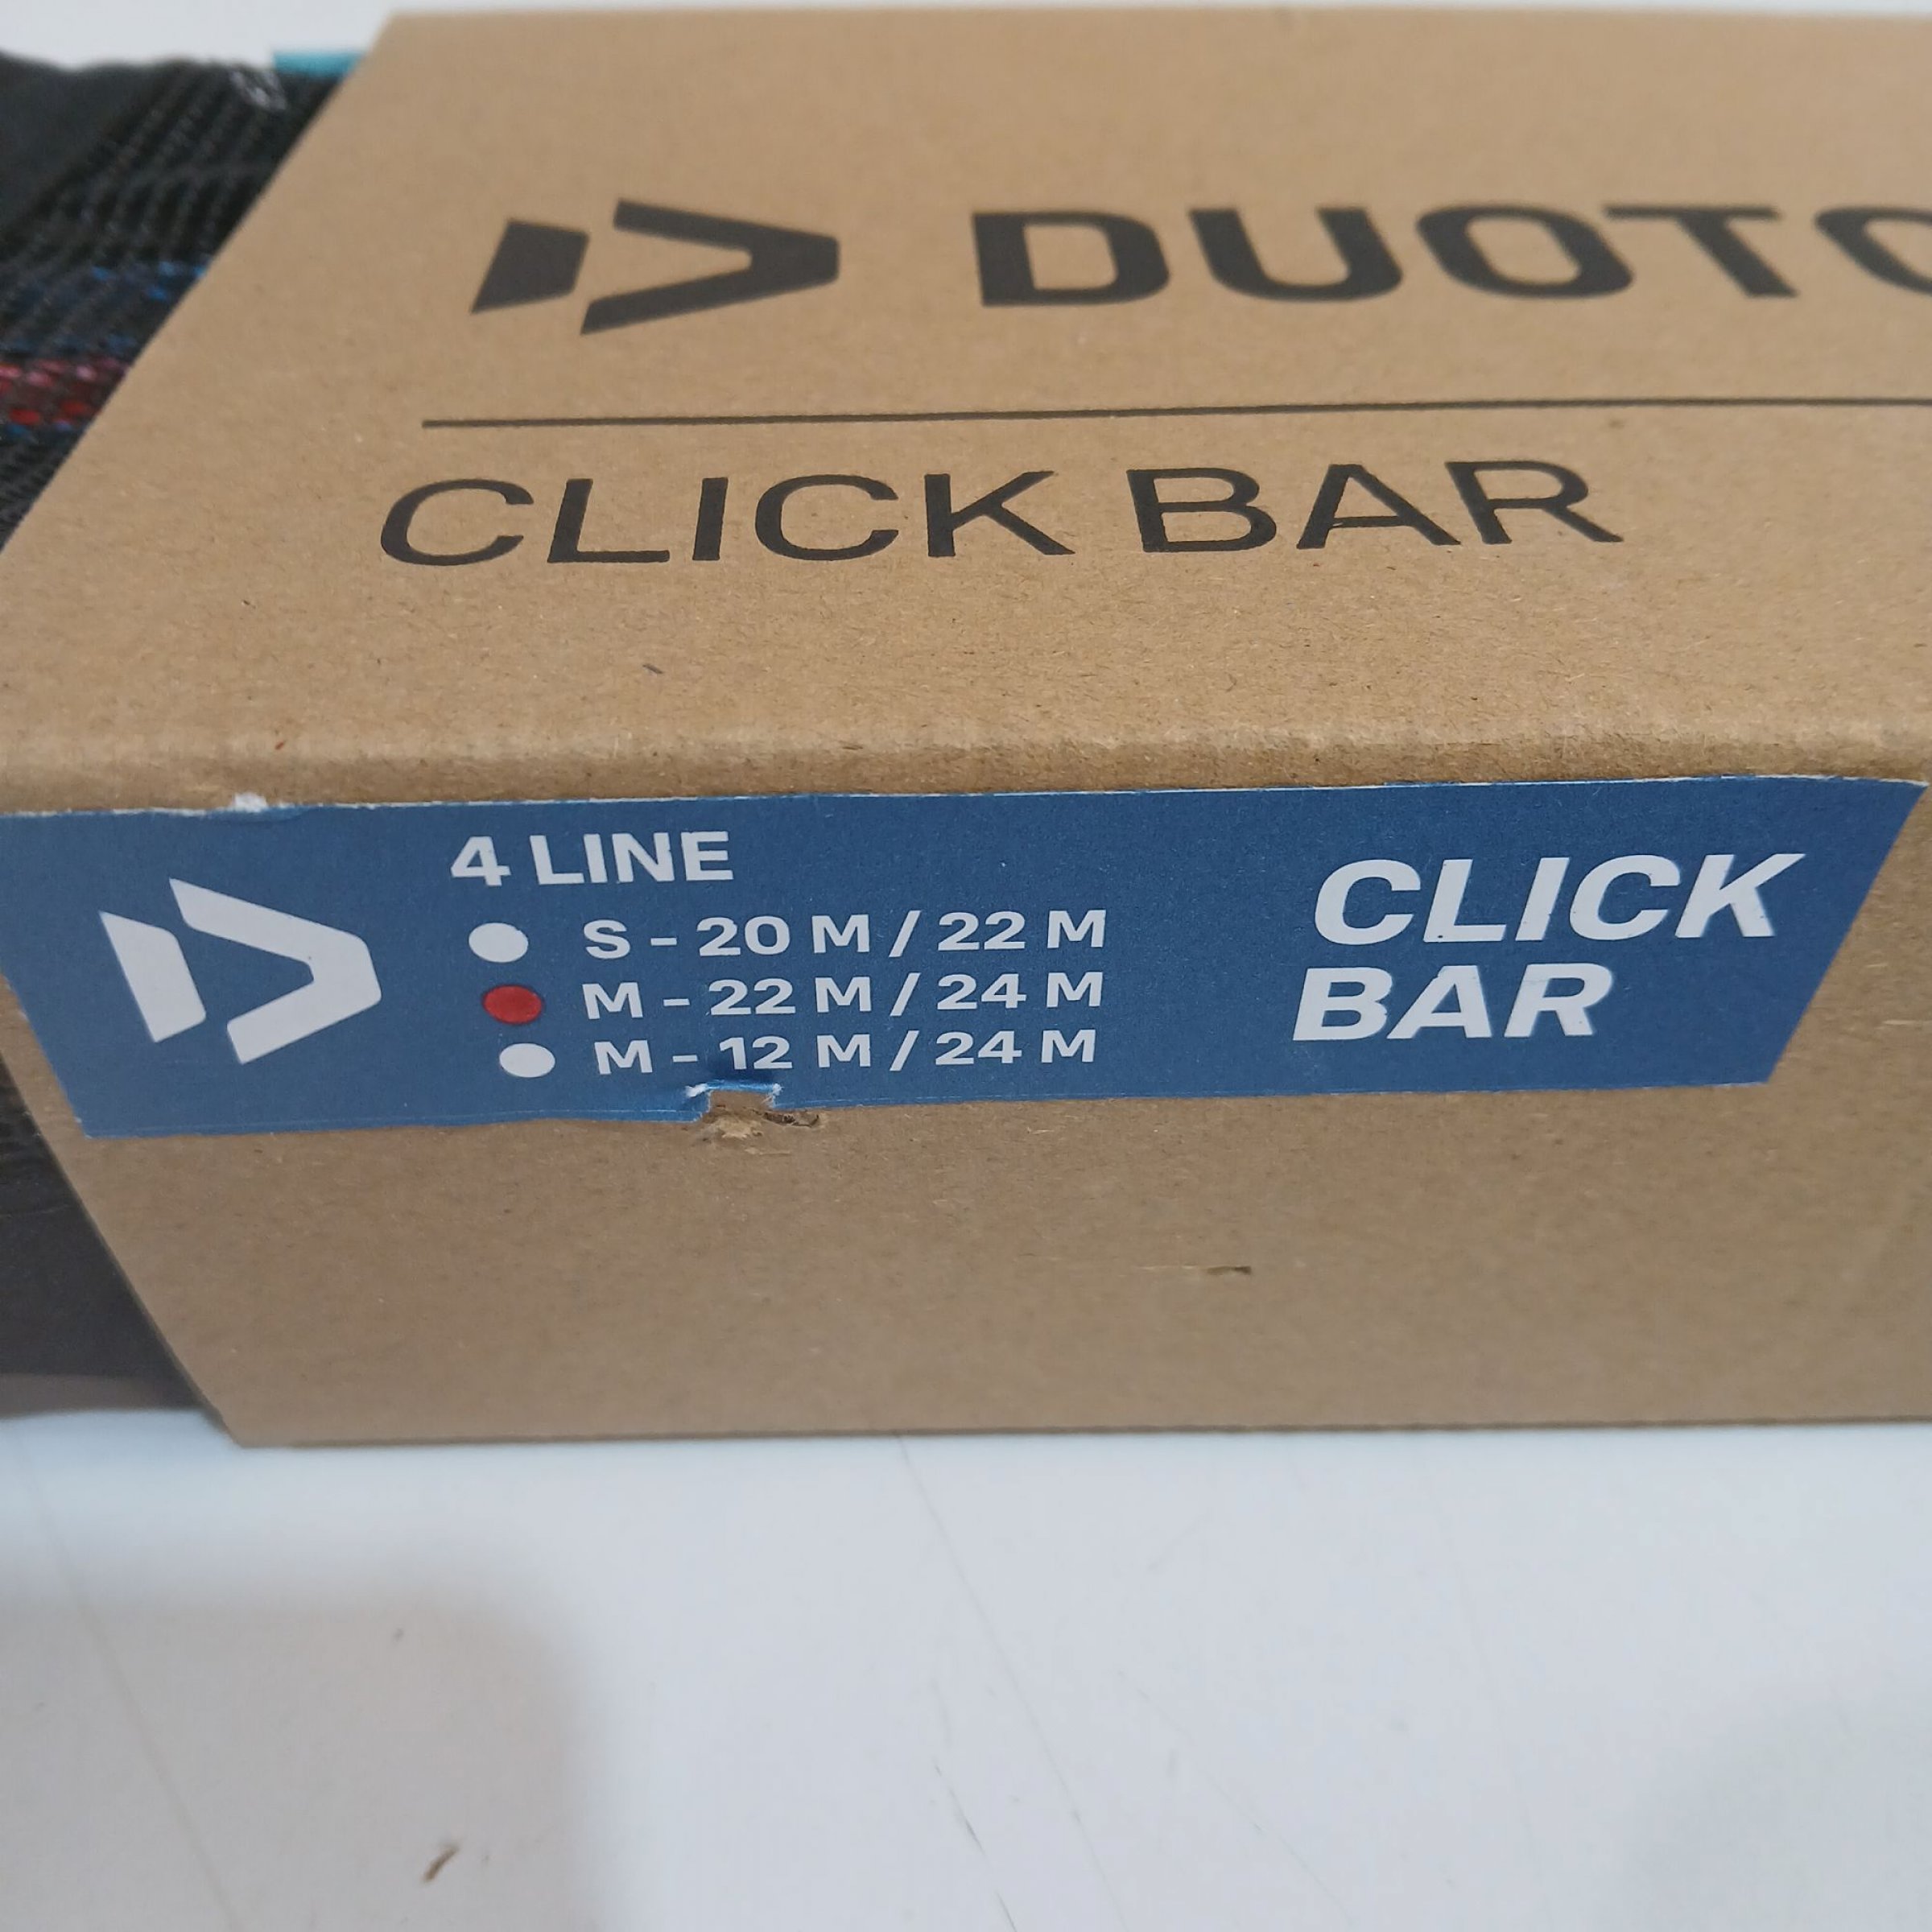 DUOTO
CLICK BAR
4 LINE
S - 20 M / 22 M
M - 22 M / 24 M
M - 12 M / 24 M
CLICK
BAR